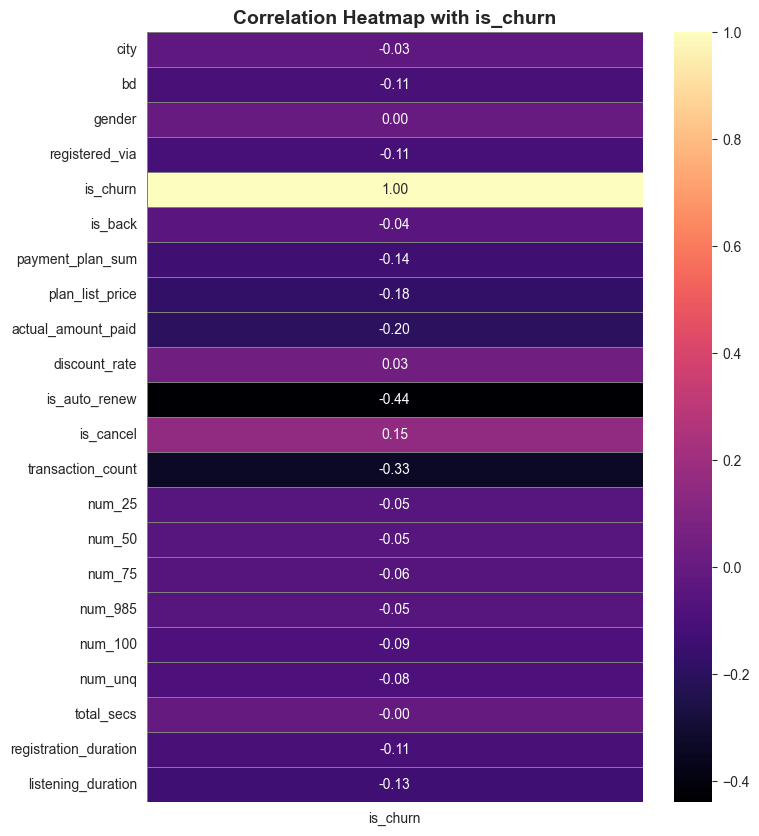 Correlation Heatmap with is_churn
city -0.03
bd -0.11
gender 0.00
registered_via -0.11
is_churn 1.00
is_back -0.04
payment_plan_sum -0.14
plan_list_price -0.18
actual_amount_paid -0.20
discount_rate 0.03
is_auto_renew -0.44
is_cancel 0.15
transaction_count -0.33
num_25 -0.05
num_50 -0.05
num_75 -0.06
num_985 -0.05
num_100 -0.09
num_unq -0.08
total_secs -0.00
registration_duration -0.11
listening_duration -0.13
is_churn
1.0
0.8
0.6
0.4
0.2
0.0
−0.2
−0.4